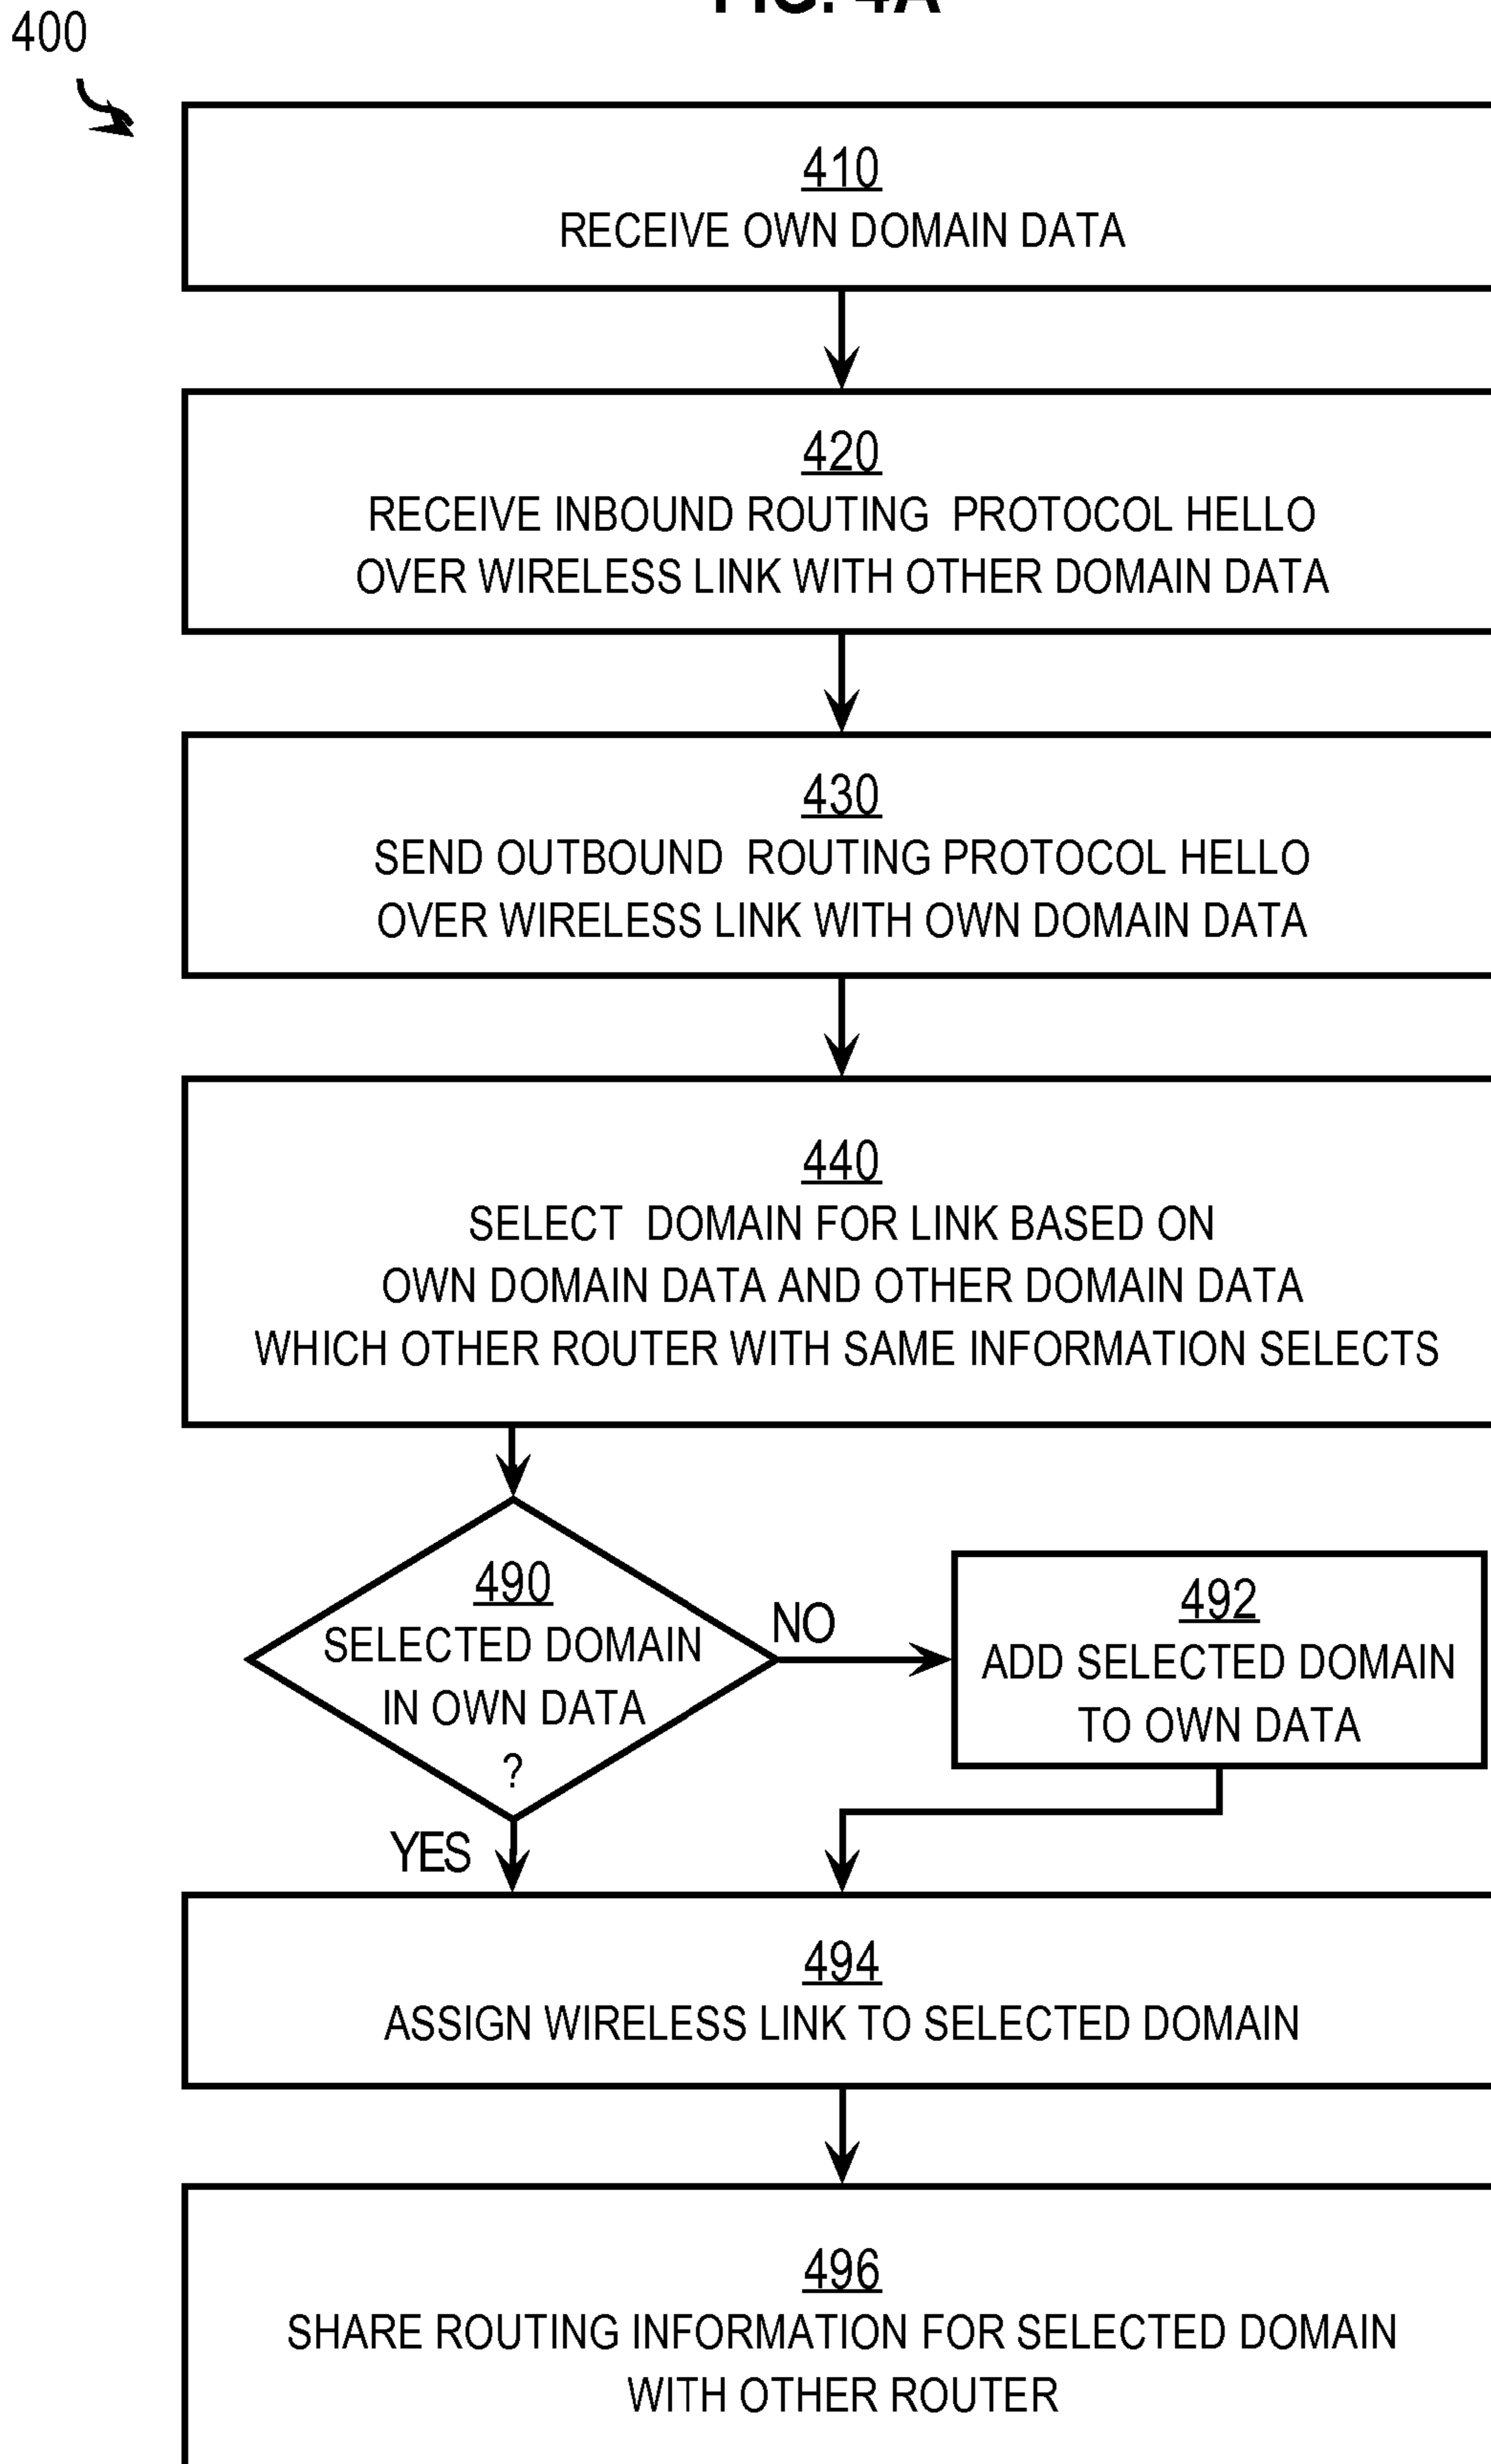 FIG. 4A
400
410
RECEIVE OWN DOMAIN DATA
420
RECEIVE INBOUND ROUTING PROTOCOL HELLO
OVER WIRELESS LINK WITH OTHER DOMAIN DATA
430
SEND OUTBOUND ROUTING PROTOCOL HELLO
OVER WIRELESS LINK WITH OWN DOMAIN DATA
440
SELECT DOMAIN FOR LINK BASED ON
OWN DOMAIN DATA AND OTHER DOMAIN DATA
WHICH OTHER ROUTER WITH SAME INFORMATION SELECTS
490
SELECTED DOMAIN
IN OWN DATA
?
NO
492
ADD SELECTED DOMAIN
TO OWN DATA
YES
494
ASSIGN WIRELESS LINK TO SELECTED DOMAIN
496
SHARE ROUTING INFORMATION FOR SELECTED DOMAIN
WITH OTHER ROUTER